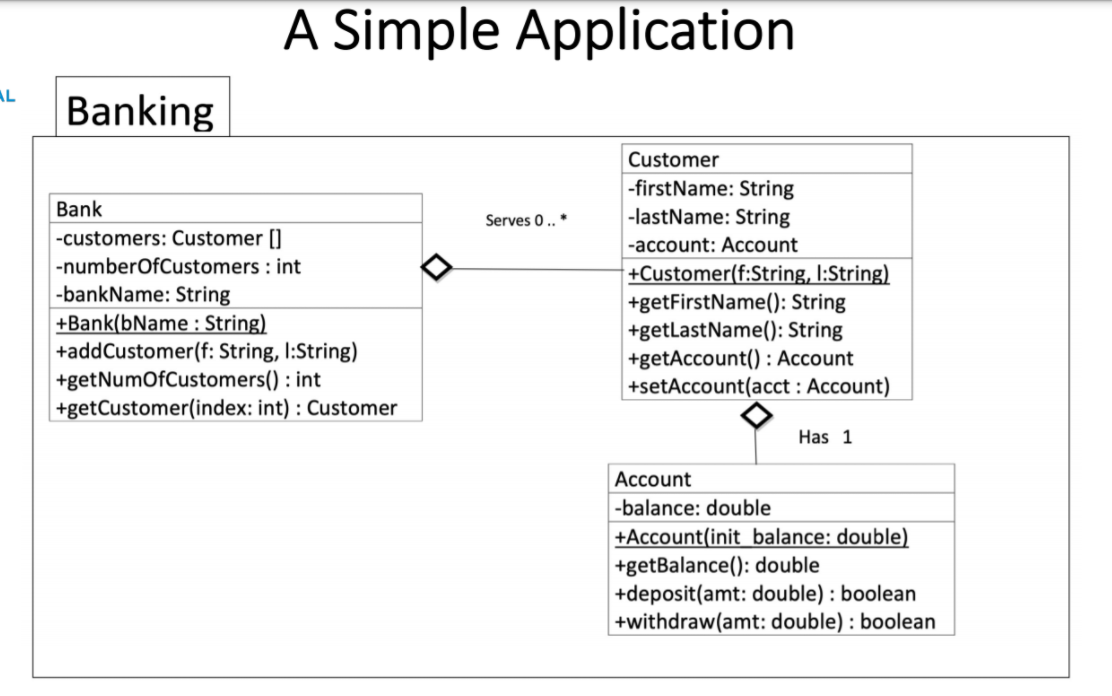 A Simple Application
AL
Banking
Bank
-customers: Customer []
-numberOfCustomers : int
-bankName: String
+Bank(bName : String)
+addCustomer(f: String, l:String)
+getNumOfCustomers() : int
+getCustomer(index: int) : Customer
Serves 0 .. *
Customer
-firstName: String
-lastName: String
-account: Account
+Customer(f:String, l:String)
+getFirstName(): String
+getLastName(): String
+getAccount() : Account
+setAccount(acct : Account)
Has 1
Account
-balance: double
+Account(init_balance: double)
+getBalance(): double
+deposit(amt: double) : boolean
+withdraw(amt: double) : boolean